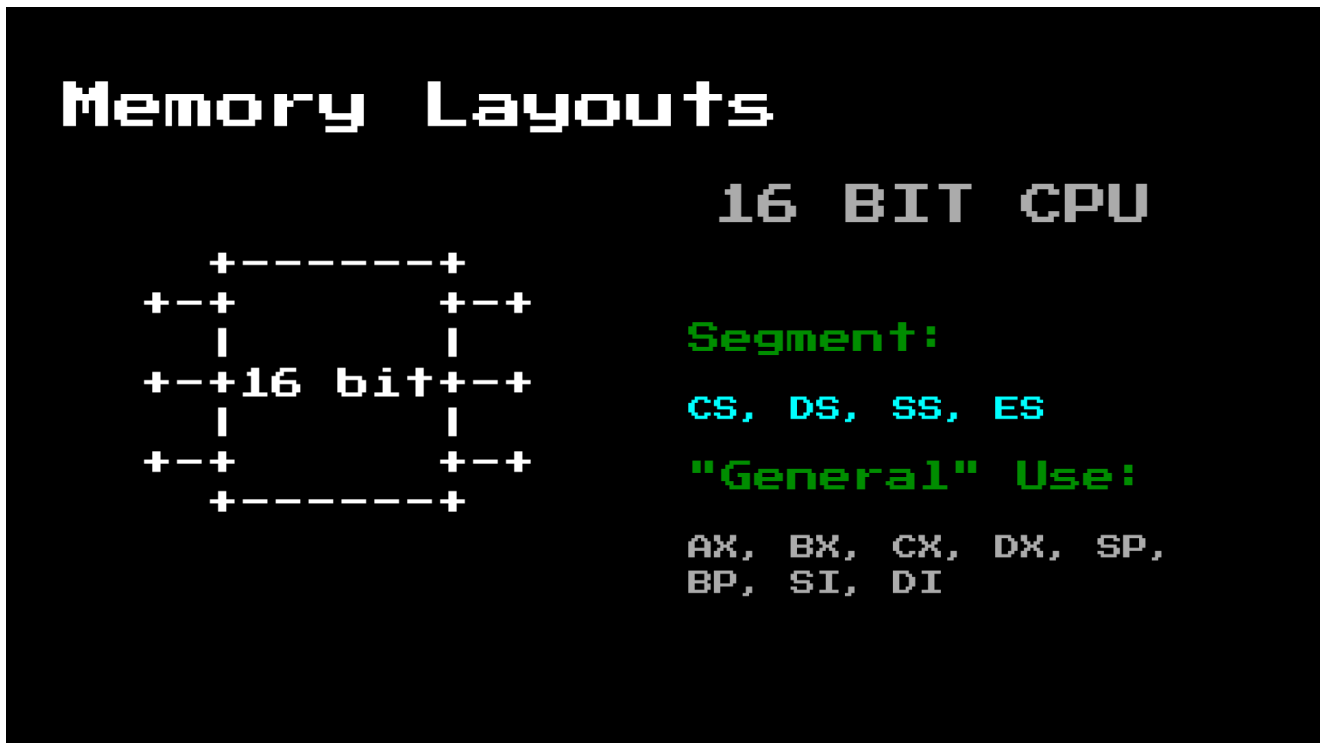 Memory Layouts
16 BIT CPU
+-------+
+-+ +-+
| |
+-+16 bit+-+
| |
+-+ +-+
+-------+
Segment:
CS, DS, SS, ES
"General" Use:
AX, BX, CX, DX, SP,
BP, SI, DI